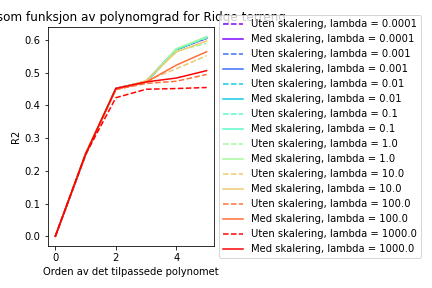 som funksjon av polynomgrad for Ridge terreng
R2
0.6
0.5
0.4
0.3
0.2
0.1
0.0
0
2
4
Orden av det tilpassede polynomet
Uten skalering, lambda = 0.0001
Med skalering, lambda = 0.0001
Uten skalering, lambda = 0.001
Med skalering, lambda = 0.001
Uten skalering, lambda = 0.01
Med skalering, lambda = 0.01
Uten skalering, lambda = 0.1
Med skalering, lambda = 0.1
Uten skalering, lambda = 1.0
Med skalering, lambda = 1.0
Uten skalering, lambda = 10.0
Med skalering, lambda = 10.0
Uten skalering, lambda = 100.0
Med skalering, lambda = 100.0
Uten skalering, lambda = 1000.0
Med skalering, lambda = 1000.0